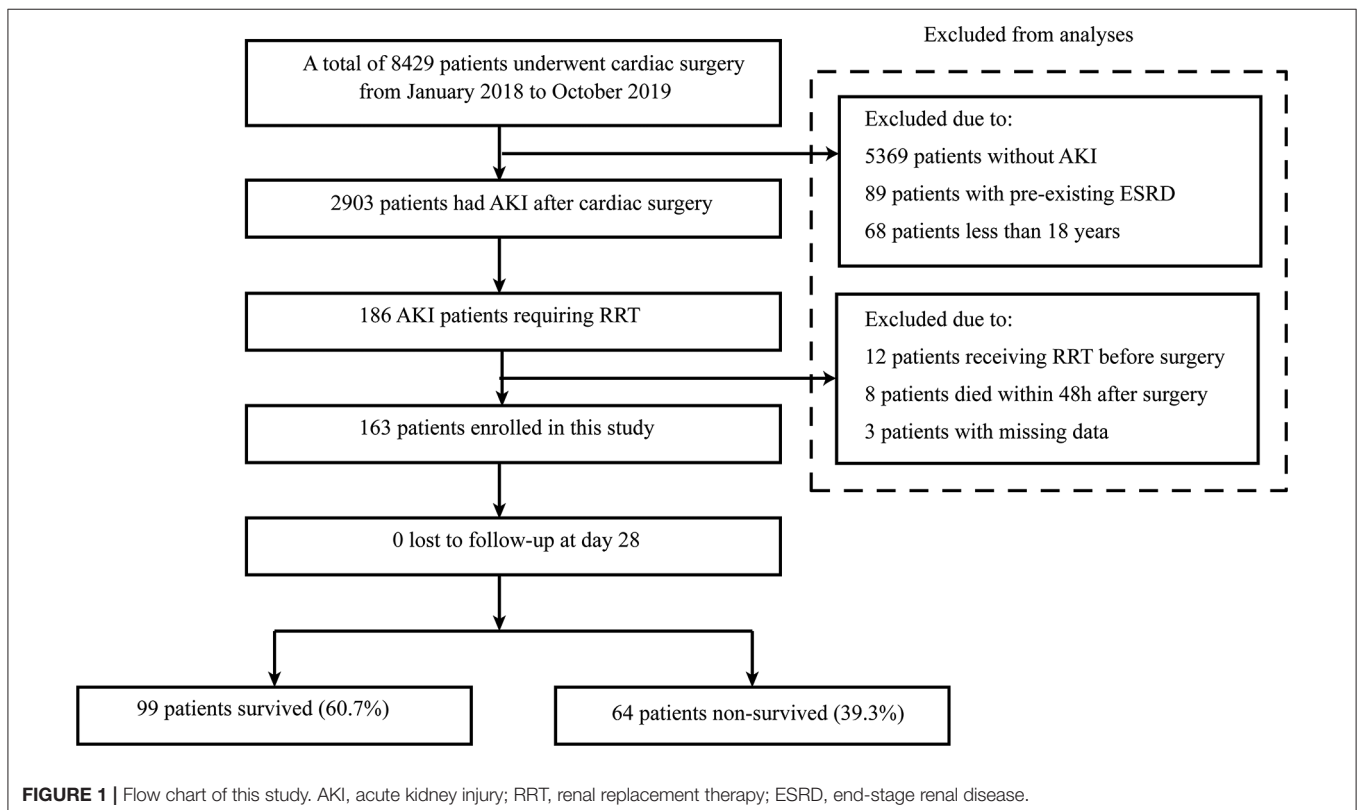 A total of 8429 patients underwent cardiac surgery
from January 2018 to October 2019
Excluded from analyses
Excluded due to:
5369 patients without AKI
89 patients with pre-existing ESRD
68 patients less than 18 years
2903 patients had AKI after cardiac surgery
186 AKI patients requiring RRT
Excluded due to:
12 patients receiving RRT before surgery
8 patients died within 48h after surgery
3 patients with missing data
163 patients enrolled in this study
0 lost to follow-up at day 28
99 patients survived (60.7%)
64 patients non-survived (39.3%)
FIGURE 1 | Flow chart of this study. AKI, acute kidney injury; RRT, renal replacement therapy; ESRD, end-stage renal disease.